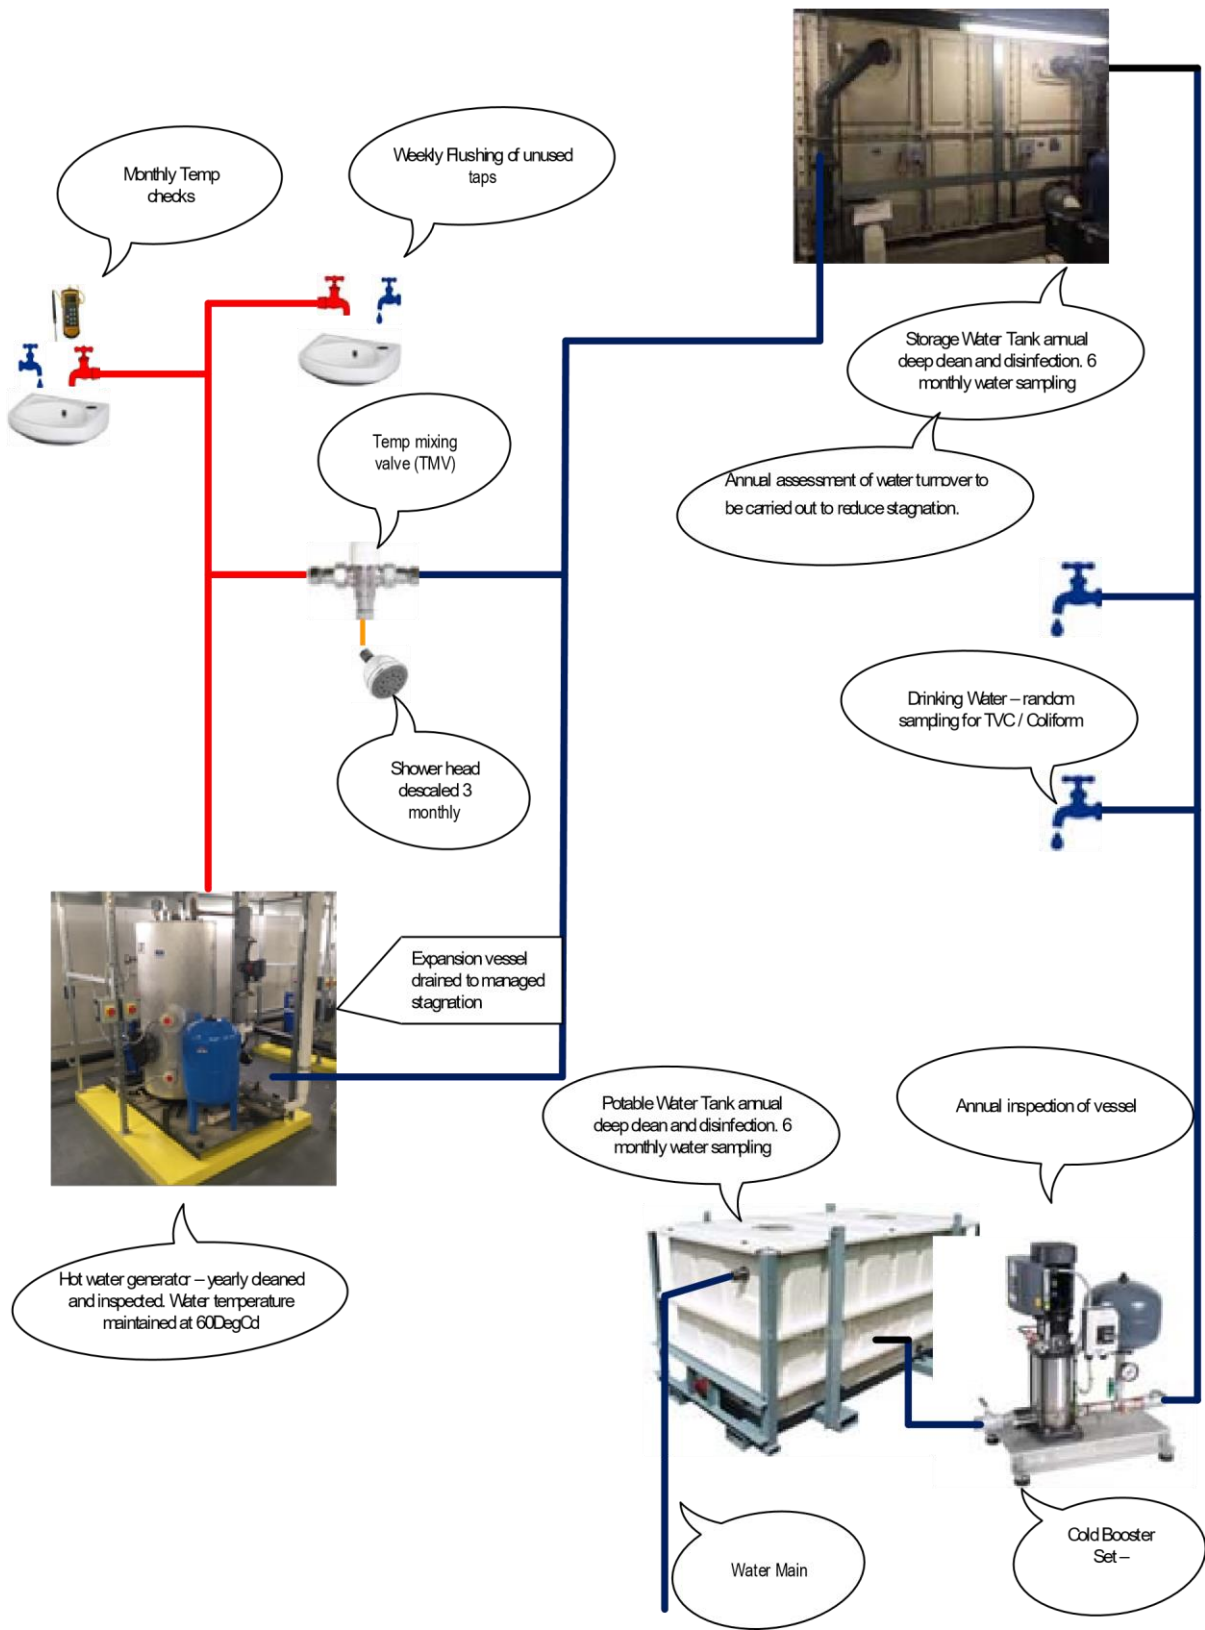 Monthly Temp
checks
Weekly Flushing of unused
taps
Storage Water Tank annual
deep clean and disinfection. 6
monthly water sampling
Temp mixing
valve (TMV)
Annual assessment of water turnover to
be carried out to reduce stagnation.
Drinking Water – random
sampling for TVC / Coliform
Shower head
descaled 3
monthly
Expansion vessel
drained to managed
stagnation
Potable Water Tank annual
deep clean and disinfection. 6
monthly water sampling
Annual inspection of vessel
Hot water generator – yearly cleaned
and inspected. Water temperature
maintained at 60DegCd
Water Main
Cold Booster
Set –